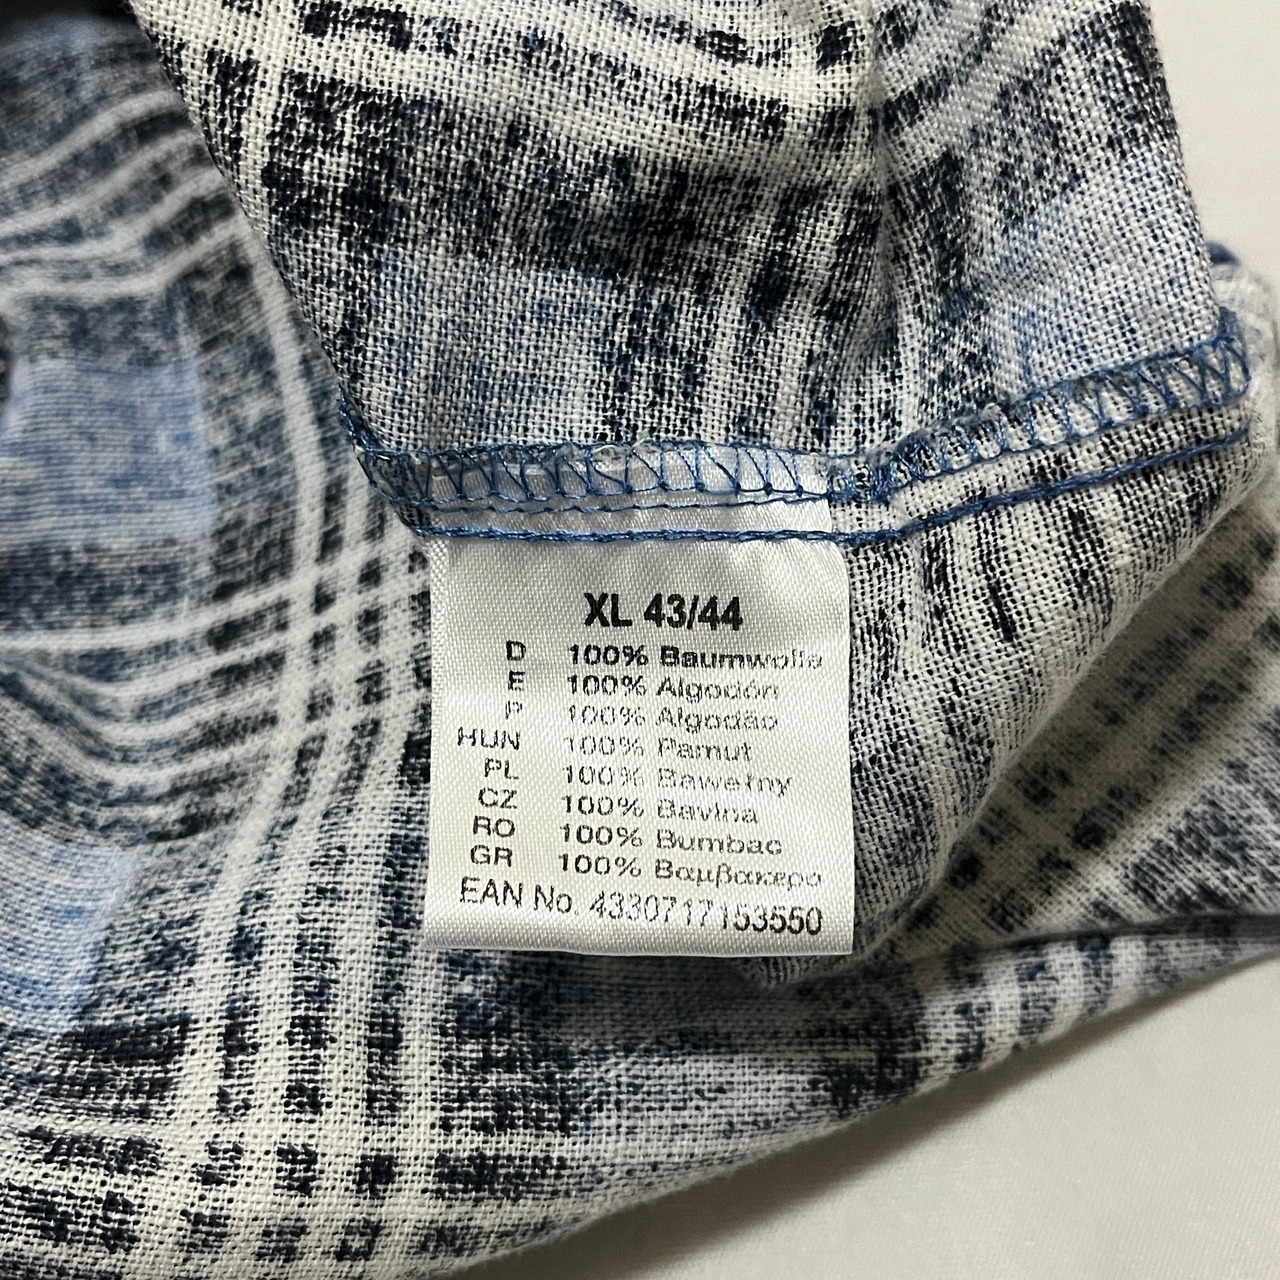 XL 43/44
D 100% Baumwolle
E 100% Algodón
P 100% Algodão
HUN 100% Pamut
PL 100% Bawełny
CZ 100% Bavlna
RO 100% Bumbac
GR 100% Βαμβακερο
EAN No. 4330717153550